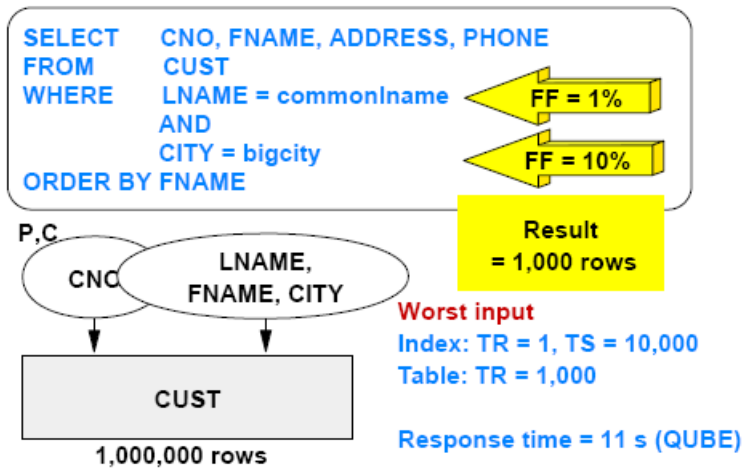 SELECT CNO, FNAME, ADDRESS, PHONE
FROM CUST
WHERE LNAME = commonlname
FF = 1%
AND
CITY = bigcity
FF = 10%
ORDER BY FNAME
Result
= 1,000 rows
P,C
CNO
LNAME,
FNAME, CITY
Worst input
Index: TR = 1, TS = 10,000
Table: TR = 1,000
CUST
Response time = 11 s (QUBE)
1,000,000 rows